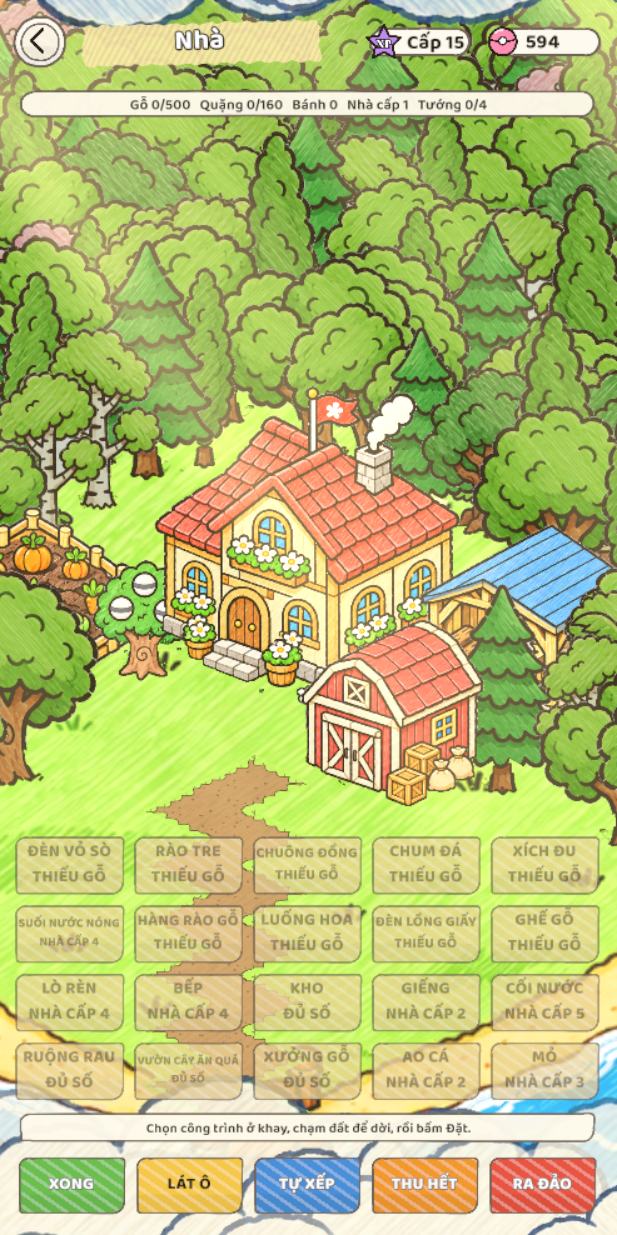 Nhà
XP Cấp 15
594
Gỗ 0/500 Quặng 0/160 Bánh 0 Nhà cấp 1 Tướng 0/4
ĐÈN VỎ SÒ
THIẾU GỖ
RÀO TRE
THIẾU GỖ
CHUÔNG ĐỒNG
THIẾU GỖ
CHUM ĐÁ
THIẾU GỖ
XÍCH ĐU
THIẾU GỖ
SUỐI NƯỚC NÓNG
NHÀ CẤP 4
HÀNG RÀO GỖ
THIẾU GỖ
LUỐNG HOA
THIẾU GỖ
ĐÈN LỒNG GIẤY
THIẾU GỖ
GHẾ GỖ
THIẾU GỖ
LÒ RÈN
NHÀ CẤP 4
BẾP
NHÀ CẤP 4
KHO
ĐỦ SỐ
GIẾNG
NHÀ CẤP 2
CỐI NƯỚC
NHÀ CẤP 5
RUỘNG RAU
ĐỦ SỐ
VƯỜN CÂY ĂN QUẢ
ĐỦ SỐ
XƯỞNG GỖ
ĐỦ SỐ
AO CÁ
NHÀ CẤP 2
MỎ
NHÀ CẤP 3
Chọn công trình ở khay, chạm đất để dời, rồi bấm Đặt.
XONG
LÁT Ô
TỰ XẾP
THU HẾT
RA ĐẢO